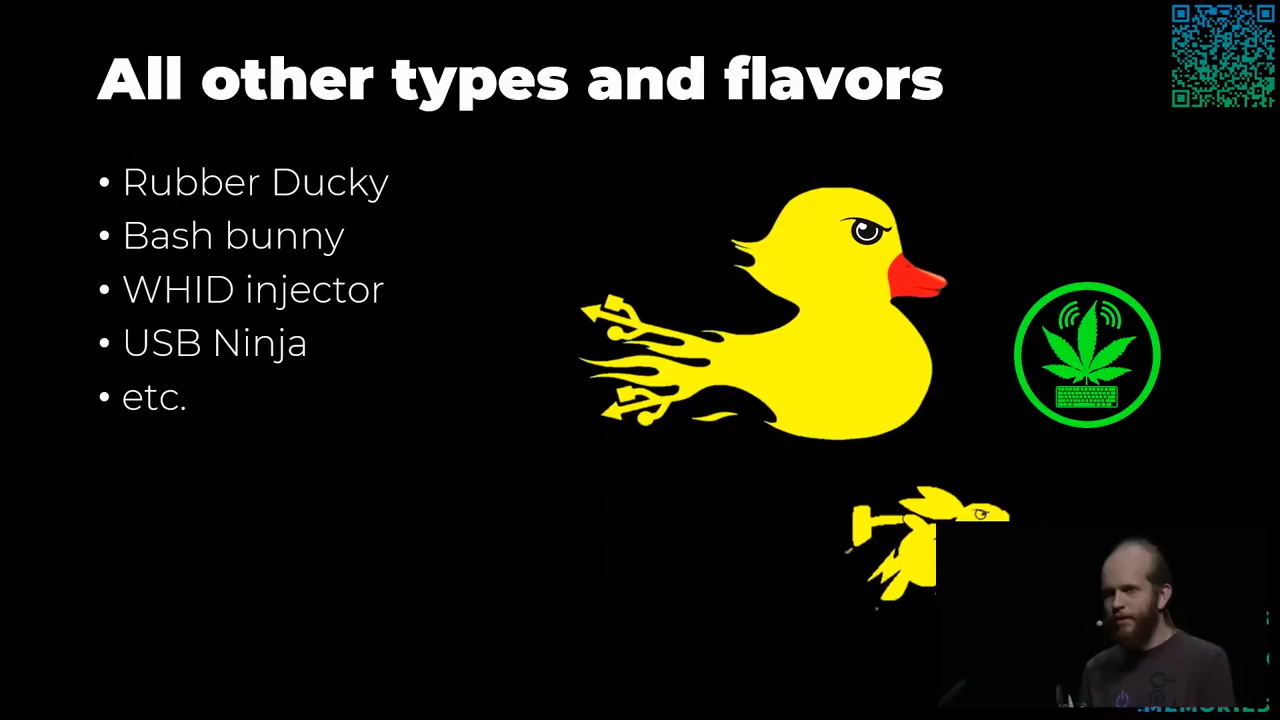 All other types and flavors
• Rubber Ducky
• Bash bunny
• WHID injector
• USB Ninja
• etc.